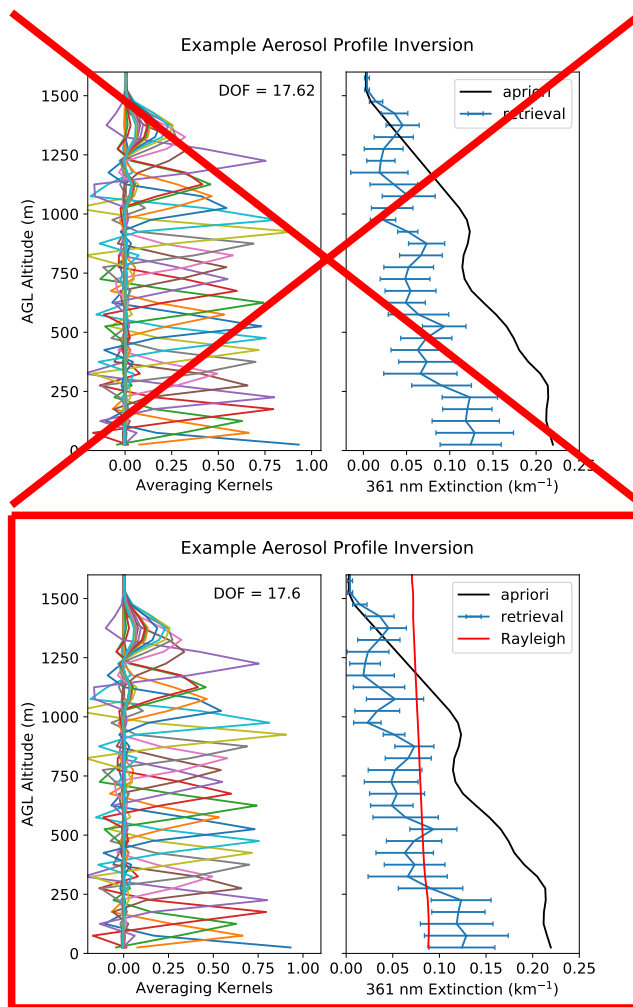 Example Aerosol Profile Inversion
DOF = 17.62
apriori
retrieval
1500
1250
1000
750
500
250
0
AGL Altitude (m)
0.00 0.25 0.50 0.75 1.00
Averaging Kernels
0.00 0.05 0.10 0.15 0.20 0.25
361 nm Extinction (km⁻¹)
Example Aerosol Profile Inversion
DOF = 17.6
apriori
retrieval
Rayleigh
1500
1250
1000
750
500
250
0
AGL Altitude (m)
0.00 0.25 0.50 0.75 1.00
Averaging Kernels
0.00 0.05 0.10 0.15 0.20 0.25
361 nm Extinction (km⁻¹)